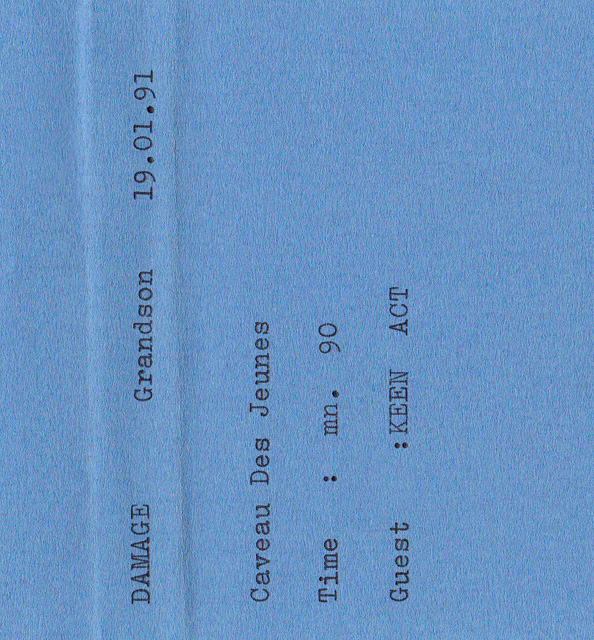 DAMAGE Grandson 19.01.91
Caveau Des Jeunes
Time : mn. 90
Guest :KEEN ACT